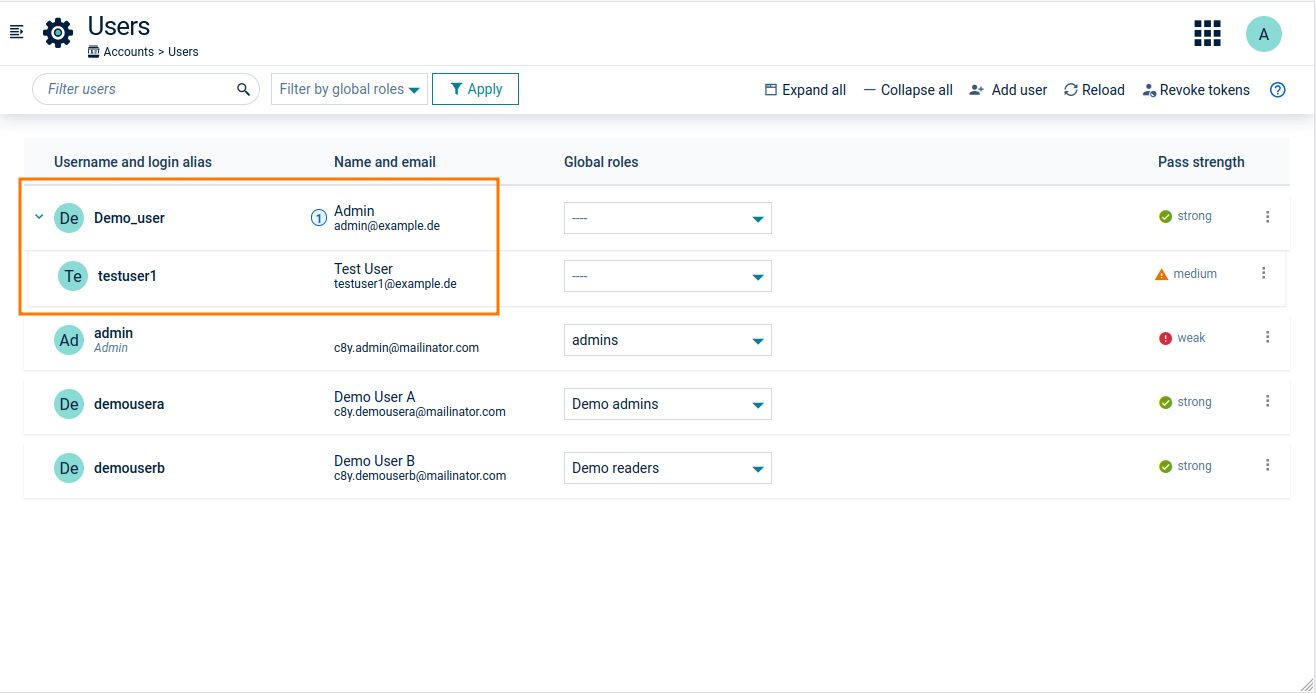 Users
Accounts > Users
A
Filter users
Filter by global roles
Apply
Expand all
Collapse all
Add user
Reload
Revoke tokens
?
Username and login alias
Name and email
Global roles
Pass strength
De
Demo_user
1
Admin
admin@example.de
----
strong
Te
testuser1
Test User
testuser1@example.de
----
medium
Ad
admin
Admin
c8y.admin@mailinator.com
admins
weak
De
demousera
Demo User A
c8y.demousera@mailinator.com
Demo admins
strong
De
demouserb
Demo User B
c8y.demouserb@mailinator.com
Demo readers
strong